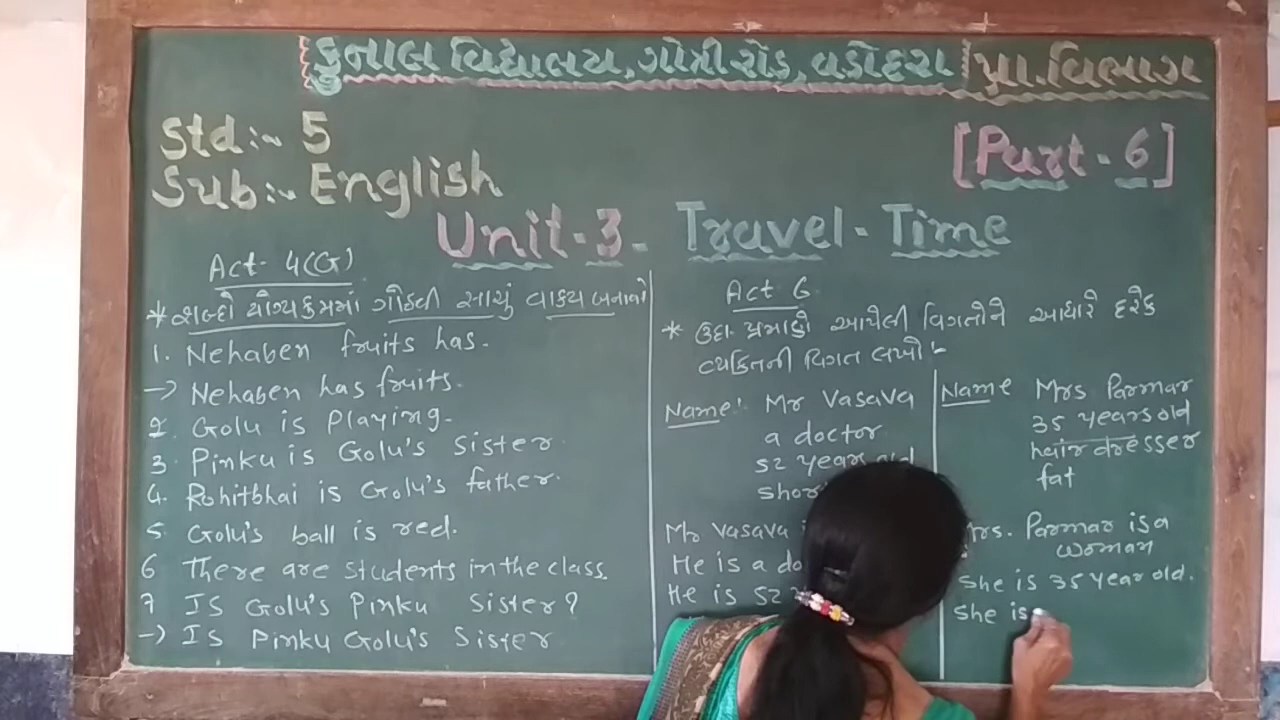 કુનાલ વિદ્યાલય, ગોત્રી રોડ, વડોદરા પ્રા. વિભાગ
Std:- 5
[Part - 6]
Sub:- English
Unit - 3 - Travel - Time
Act- 4(G)
* શબ્દો યોગ્ય ક્રમમાં ગોઠવી સાચું વાક્ય બનાવો
1. Nehaben fruits has.
-> Nehaben has fruits.
2. Golu is Playing.
3. Pinku is Golu's Sister.
4. Rohitbhai is Golu's father.
5. Golu's ball is red.
6 There are students in the class.
7 Is Golu's Pinku Sister?
-> Is Pinku Golu's Sister
Act 6
* ઉદા. પ્રમાણે આપેલી વિગતોને આધારે દરેક
વ્યક્તિની વિગત લખો:-
Name: Mr Vasava
a doctor
52 year old
Mr Vasava
He is a
He is 52
Name Mrs Parmar
35 years old
hair dresser
fat
Parmar is a
woman
She is 35 year old.
She is